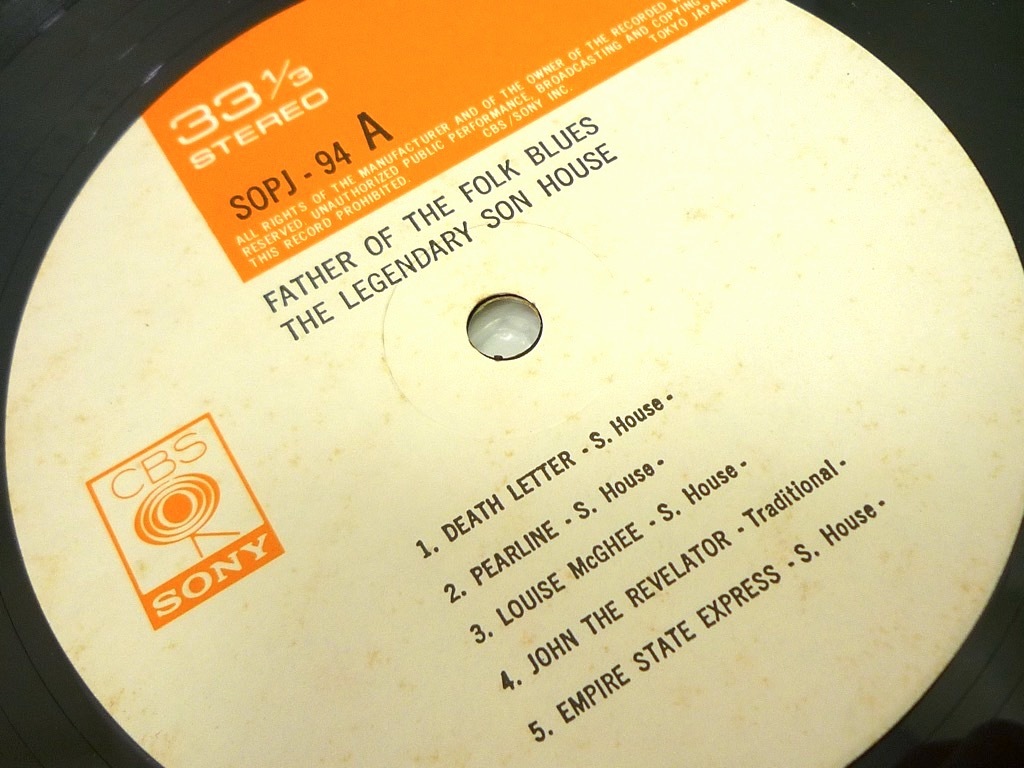 33 1/3
STEREO
SOPJ - 94 A
ALL RIGHTS OF THE MANUFACTURER AND OF THE OWNER OF THE RECORDED
RESERVED, UNAUTHORIZED PUBLIC PERFORMANCE, BROADCASTING AND COPYING
THIS RECORD PROHIBITED. CBS/SONY INC. TOKYO JAPAN
FATHER OF THE FOLK BLUES
THE LEGENDARY SON HOUSE
CBS
SONY
1. DEATH LETTER - S. House -
2. PEARLINE - S. House -
3. LOUISE McGHEE - S. House -
4. JOHN THE REVELATOR - Traditional -
5. EMPIRE STATE EXPRESS - S. House -